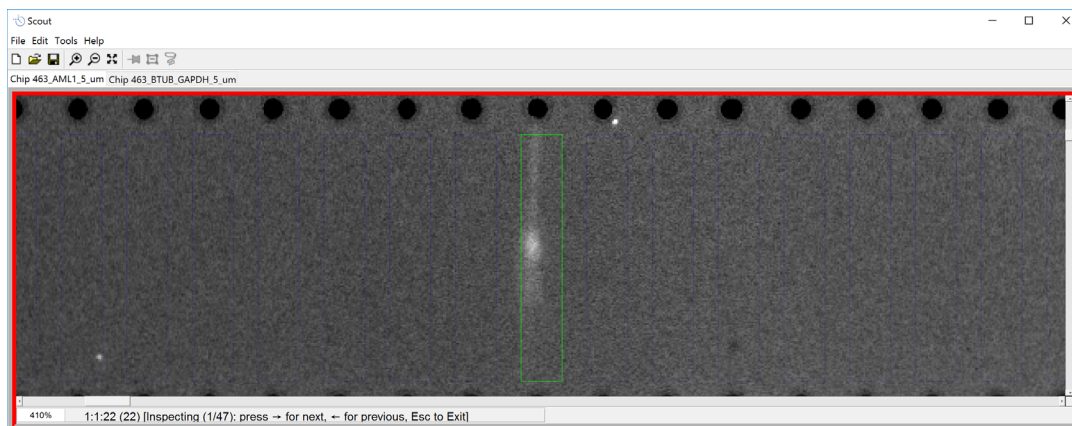 Scout
File Edit Tools Help
Chip 463_AML1_5_um Chip 463_BTUB_GAPDH_5_um
410% 1:1:22 (22) [Inspecting (1/47): press → for next, ← for previous, Esc to Exit]